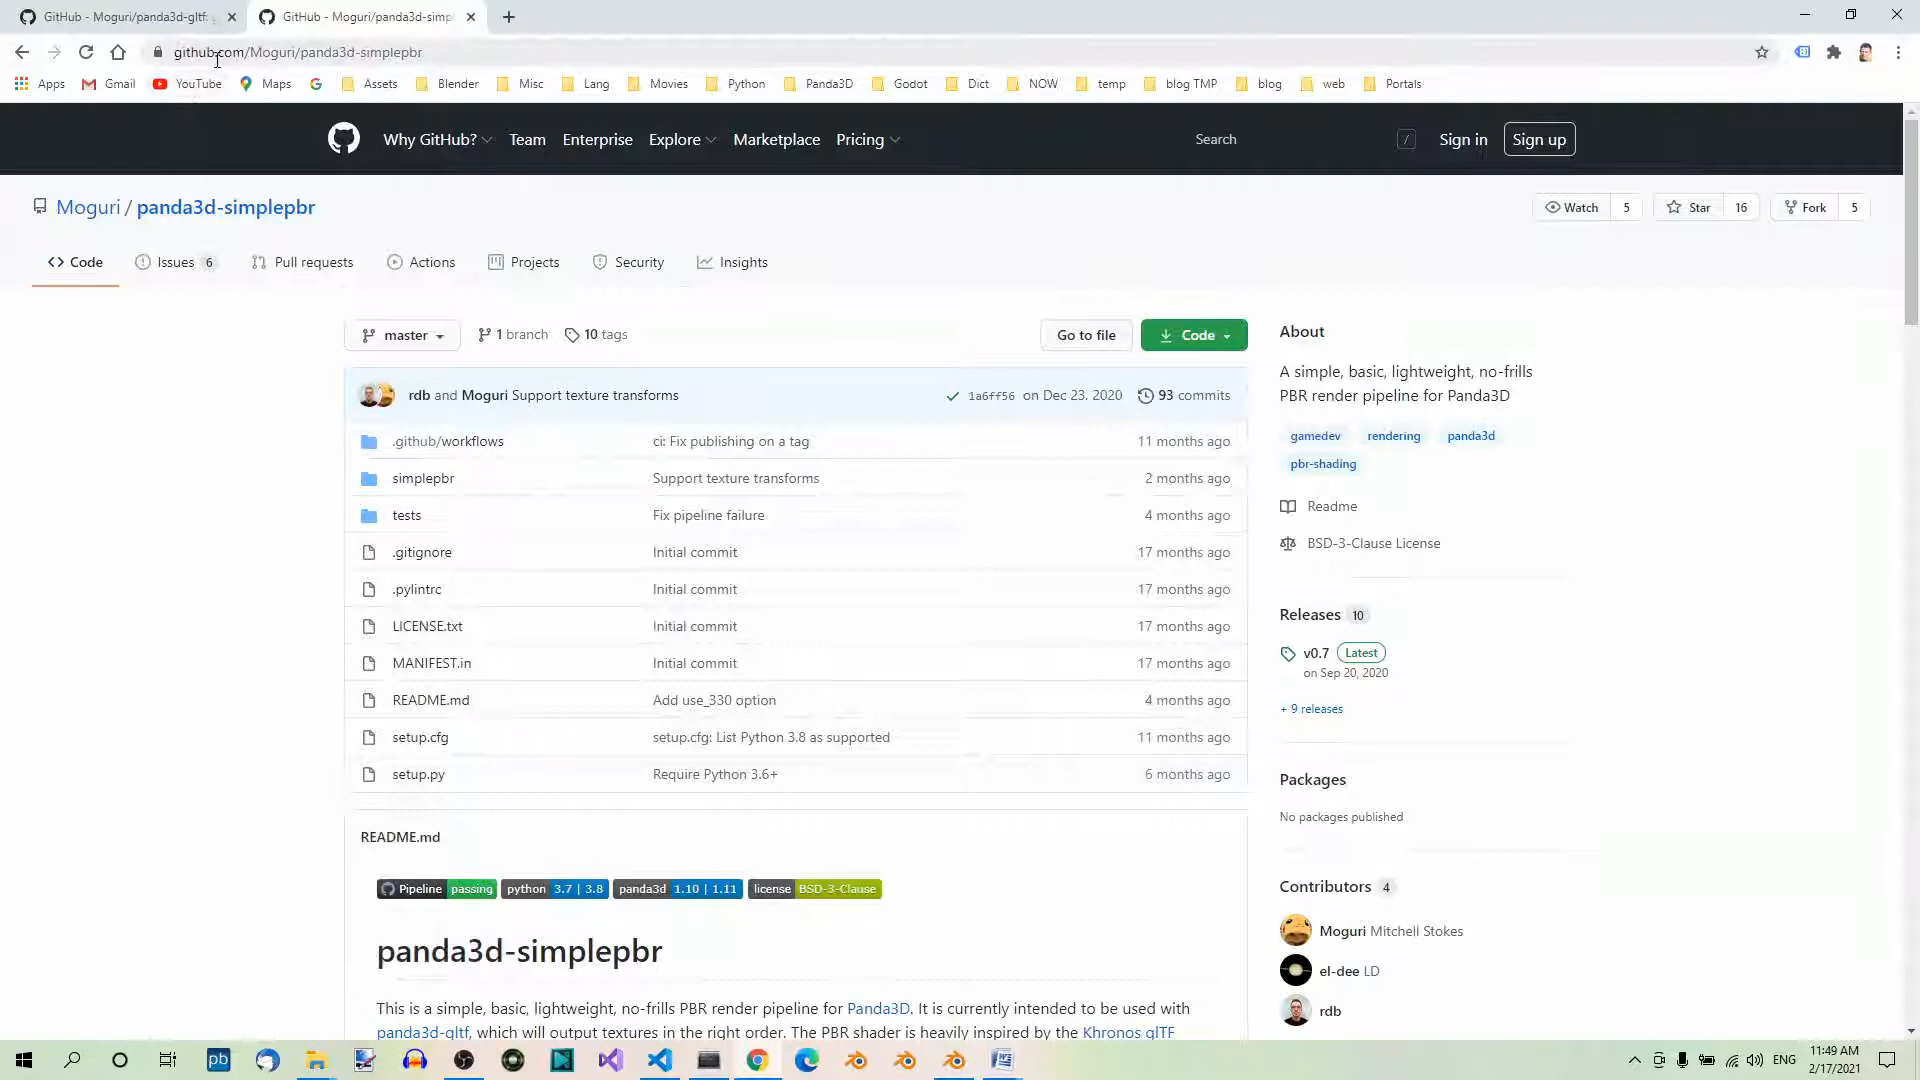 GitHub - Moguri/panda3d-gltf:
GitHub - Moguri/panda3d-simpl
github.com/Moguri/panda3d-simplepbr
Apps Gmail YouTube Maps Assets Blender Misc Lang Movies Python Panda3D Godot Dict NOW temp blog TMP blog web Portals
Why GitHub? Team Enterprise Explore Marketplace Pricing Search / Sign in Sign up
Moguri / panda3d-simplepbr
Watch 5 Star 16 Fork 5
<> Code Issues 6 Pull requests Actions Projects Security Insights
master 1 branch 10 tags Go to file Code
rdb and Moguri Support texture transforms 1a6ff56 on Dec 23, 2020 93 commits
.github/workflows ci: Fix publishing on a tag 11 months ago
simplepbr Support texture transforms 2 months ago
tests Fix pipeline failure 4 months ago
.gitignore Initial commit 17 months ago
.pylintrc Initial commit 17 months ago
LICENSE.txt Initial commit 17 months ago
MANIFEST.in Initial commit 17 months ago
README.md Add use_330 option 4 months ago
setup.cfg setup.cfg: List Python 3.8 as supported 11 months ago
setup.py Require Python 3.6+ 6 months ago
README.md
Pipeline passing python 3.7 | 3.8 panda3d 1.10 | 1.11 license BSD-3-Clause
panda3d-simplepbr
This is a simple, basic, lightweight, no-frills PBR render pipeline for Panda3D. It is currently intended to be used with
panda3d-gltf, which will output textures in the right order. The PBR shader is heavily inspired by the Khronos glTF
About
A simple, basic, lightweight, no-frills
PBR render pipeline for Panda3D
gamedev rendering panda3d
pbr-shading
Readme
BSD-3-Clause License
Releases 10
v0.7 Latest
on Sep 20, 2020
+ 9 releases
Packages
No packages published
Contributors 4
Moguri Mitchell Stokes
el-dee LD
rdb
pb
ENG
11:49 AM
2/17/2021